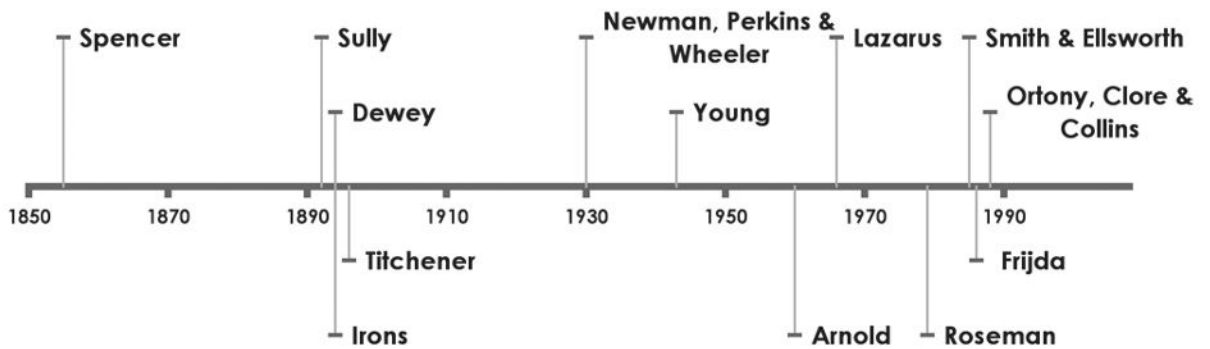 Spencer
Sully
Newman, Perkins &
Wheeler
Lazarus
Smith & Ellsworth
Dewey
Young
Ortony, Clore &
Collins
1850 1870 1890 1910 1930 1950 1970 1990
Titchener
Frijda
Irons
Arnold
Roseman